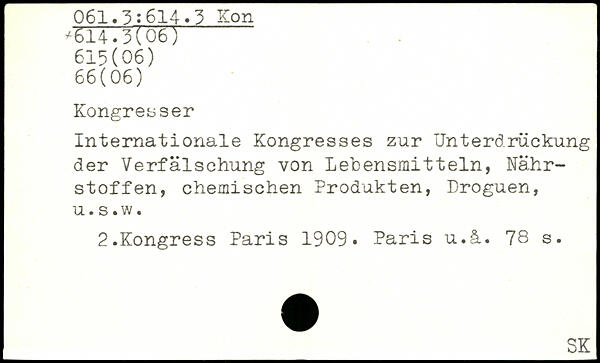 061.3:614.3 Kon
*614.3(06)
615(06)
66(06)
Kongresser
Internationale Kongresses zur Unterdrückung
der Verfälschung von Lebensmitteln, Nähr-
stoffen, chemischen Produkten, Droguen,
u.s.w.
2.Kongress Paris 1909. Paris u.å. 78 s.
SK